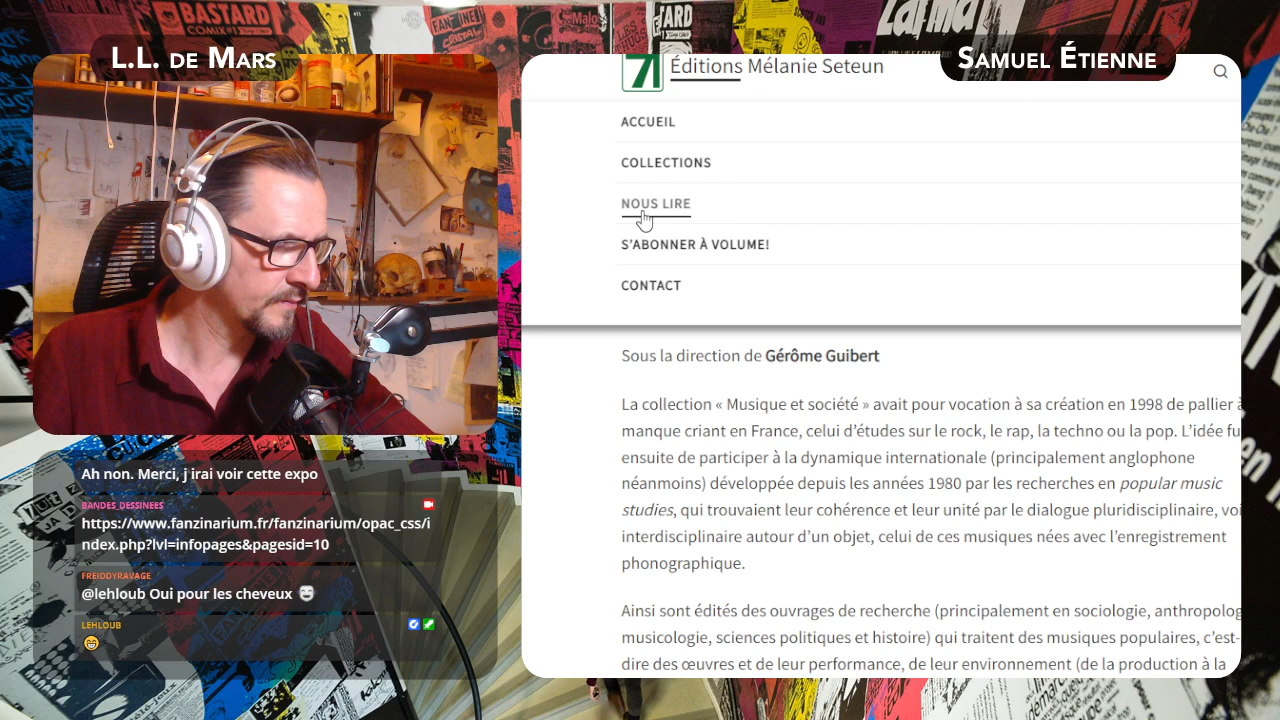 BASTARD
COMIX #1
FANZINE
CRISTAL
Malo
L.L. DE MARS
SAMUEL ÉTIENNE
Éditions Mélanie Seteun
ACCUEIL
COLLECTIONS
NOUS LIRE
S'ABONNER À VOLUME!
CONTACT
Sous la direction de Gérôme Guibert
La collection « Musique et société » avait pour vocation à sa création en 1998 de pallier
manque criant en France, celui d'études sur le rock, le rap, la techno ou la pop. L'idée fu
ensuite de participer à la dynamique internationale (principalement anglophone
néanmoins) développée depuis les années 1980 par les recherches en popular music
studies, qui trouvaient leur cohérence et leur unité par le dialogue pluridisciplinaire, voi
interdisciplinaire autour d'un objet, celui de ces musiques nées avec l'enregistrement
phonographique.
Ainsi sont édités des ouvrages de recherche (principalement en sociologie, anthropolog
musicologie, sciences politiques et histoire) qui traitent des musiques populaires, c'est-
dire des œuvres et de leur performance, de leur environnement (de la production à la
Ah non. Merci, j irai voir cette expo
BANDES_DESSINEES
https://www.fanzinarium.fr/fanzinarium/opac_css/i
ndex.php?lvl=infopages&pagesid=10
FREIDDYRAVAGE
@lehloub Oui pour les cheveux
LEHLOUB